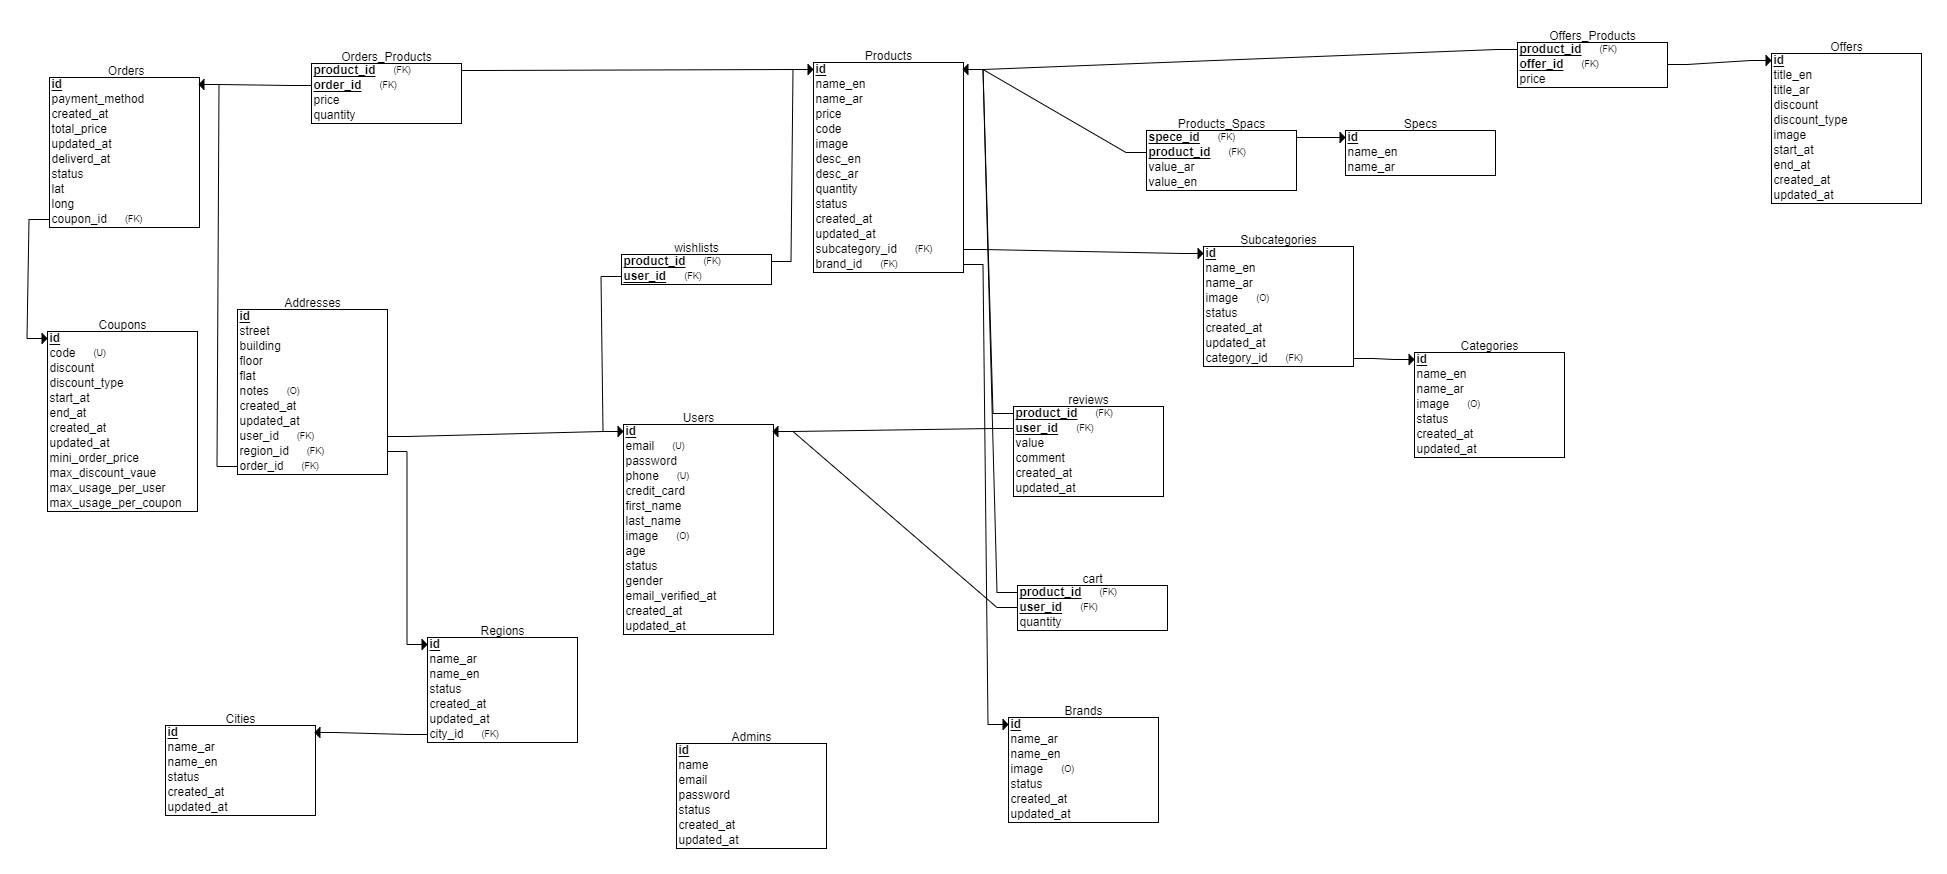 Orders
id
payment_method
created_at
total_price
updated_at
deliverd_at
status
lat
long
coupon_id (FK)
Orders_Products
product_id (FK)
order_id (FK)
price
quantity
Products
id
name_en
name_ar
price
code
image
desc_en
desc_ar
quantity
status
created_at
updated_at
subcategory_id (FK)
brand_id (FK)
Offers_Products
product_id (FK)
offer_id (FK)
price
Offers
id
title_en
title_ar
discount
discount_type
image
start_at
end_at
created_at
updated_at
Products_Spacs
spece_id (FK)
product_id (FK)
value_ar
value_en
Specs
id
name_en
name_ar
wishlists
product_id (FK)
user_id (FK)
Subcategories
id
name_en
name_ar
image (O)
status
created_at
updated_at
category_id (FK)
Categories
id
name_en
name_ar
image (O)
status
created_at
updated_at
Coupons
id
code (U)
discount
discount_type
start_at
end_at
created_at
updated_at
mini_order_price
max_discount_vaue
max_usage_per_user
max_usage_per_coupon
Addresses
id
street
building
floor
flat
notes (O)
created_at
updated_at
user_id (FK)
region_id (FK)
order_id (FK)
Users
id
email (U)
password
phone (U)
credit_card
first_name
last_name
image (O)
age
status
gender
email_verified_at
created_at
updated_at
reviews
product_id (FK)
user_id (FK)
value
comment
created_at
updated_at
cart
product_id (FK)
user_id (FK)
quantity
Regions
id
name_ar
name_en
status
created_at
updated_at
city_id (FK)
Cities
id
name_ar
name_en
status
created_at
updated_at
Admins
id
name
email
password
status
created_at
updated_at
Brands
id
name_ar
name_en
image (O)
status
created_at
updated_at